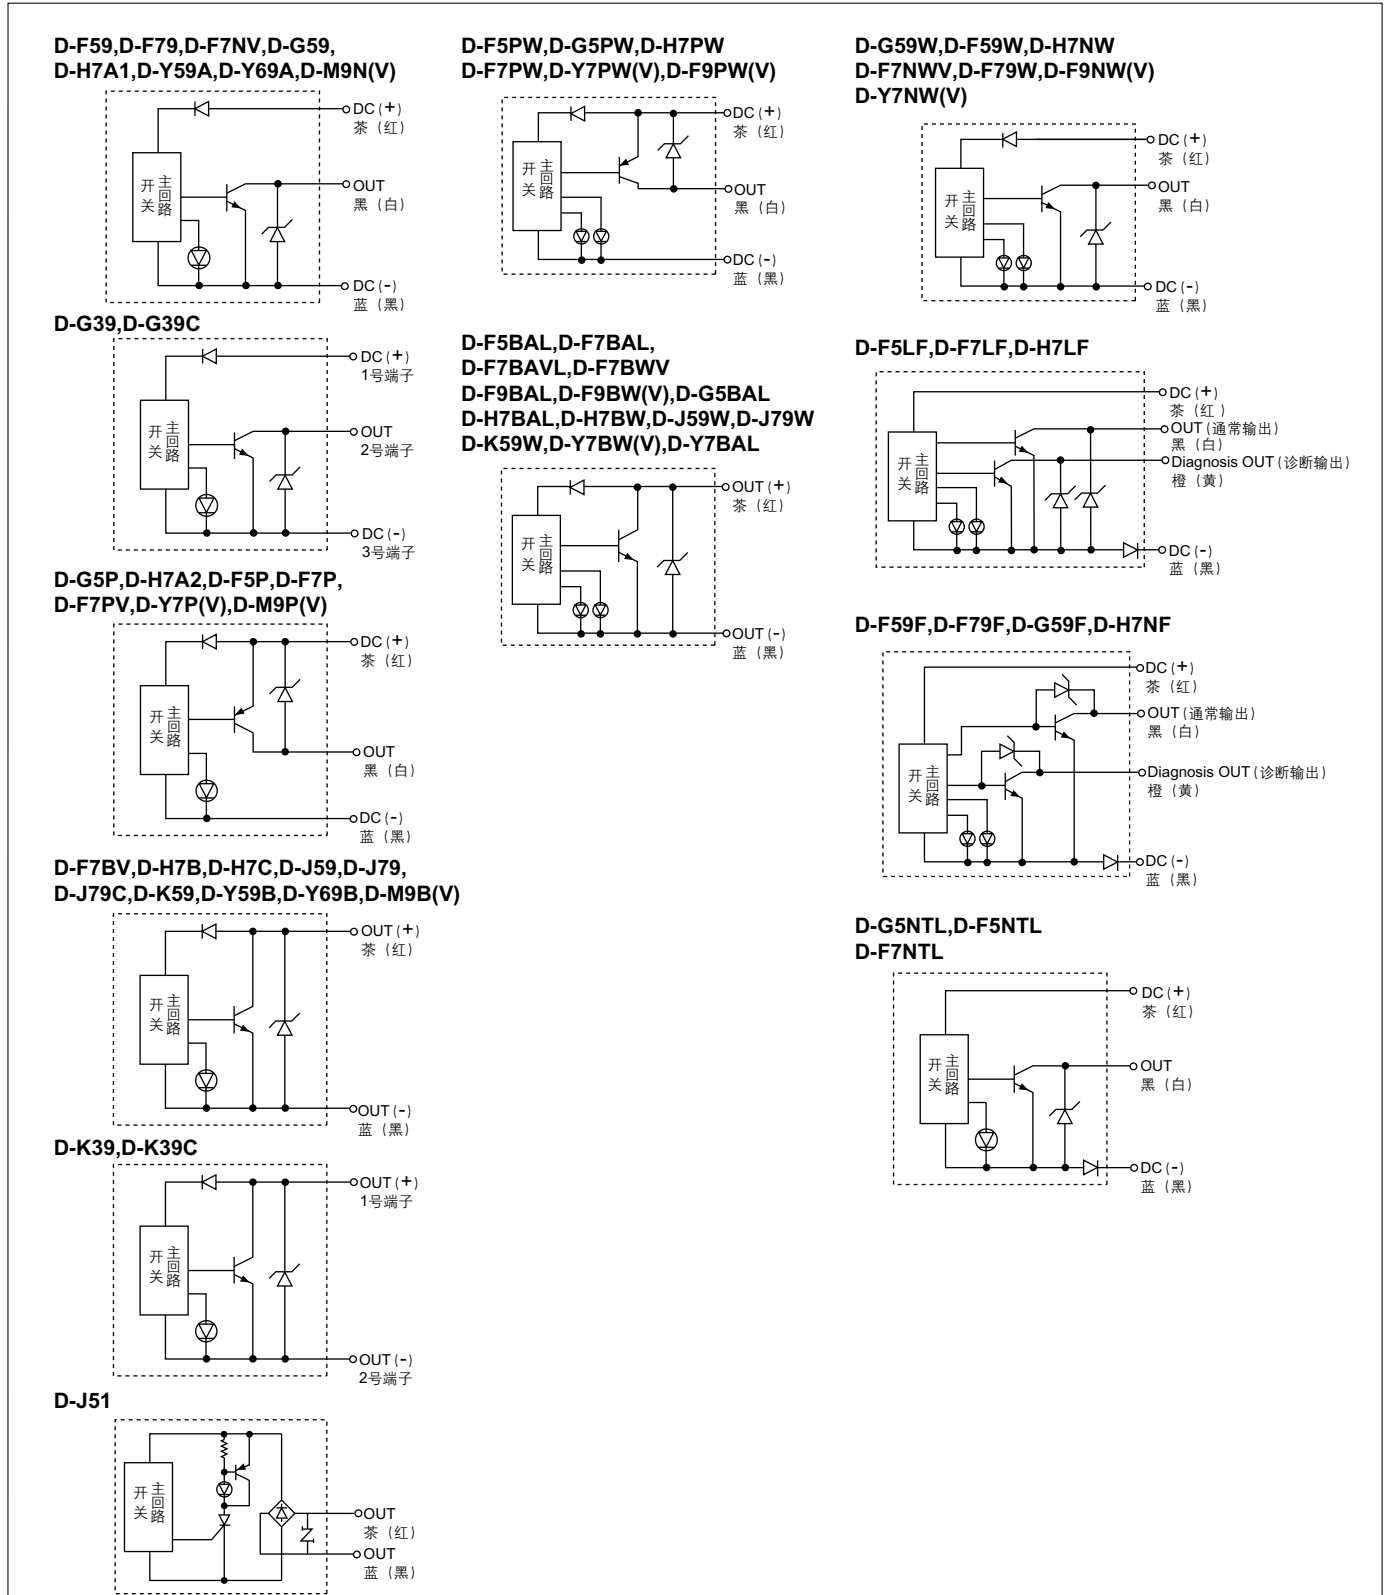 D-F59,D-F79,D-F7NV,D-G59,
D-H7A1,D-Y59A,D-Y69A,D-M9N(V)
开关
主回路
DC (+)
茶 (红)
OUT
黑 (白)
DC (-)
蓝 (黑)
D-G39,D-G39C
开关
主回路
DC (+)
1号端子
OUT
2号端子
DC (-)
3号端子
D-G5P,D-H7A2,D-F5P,D-F7P,
D-F7PV,D-Y7P(V),D-M9P(V)
开关
主回路
DC (+)
茶 (红)
OUT
黑 (白)
DC (-)
蓝 (黑)
D-F7BV,D-H7B,D-H7C,D-J59,D-J79,
D-J79C,D-K59,D-Y59B,D-Y69B,D-M9B(V)
开关
主回路
OUT (+)
茶 (红)
OUT (-)
蓝 (黑)
D-K39,D-K39C
开关
主回路
OUT (+)
1号端子
OUT (-)
2号端子
D-J51
开关
主回路
OUT
茶 (红)
OUT
蓝 (黑)
D-F5PW,D-G5PW,D-H7PW
D-F7PW,D-Y7PW(V),D-F9PW(V)
开关
主回路
DC (+)
茶 (红)
OUT
黑 (白)
DC (-)
蓝 (黑)
D-F5BAL,D-F7BAL,
D-F7BAVL,D-F7BWV
D-F9BAL,D-F9BW(V),D-G5BAL
D-H7BAL,D-H7BW,D-J59W,D-J79W
D-K59W,D-Y7BW(V),D-Y7BAL
开关
主回路
OUT (+)
茶 (红)
OUT (-)
蓝 (黑)
D-G59W,D-F59W,D-H7NW
D-F7NWV,D-F79W,D-F9NW(V)
D-Y7NW(V)
开关
主回路
DC (+)
茶 (红)
OUT
黑 (白)
DC (-)
蓝 (黑)
D-F5LF,D-F7LF,D-H7LF
开关
主回路
DC (+)
茶 (红 )
OUT (通常输出)
黑 (白)
Diagnosis OUT (诊断输出)
橙 (黄)
DC (-)
蓝 (黑)
D-F59F,D-F79F,D-G59F,D-H7NF
开关
主回路
DC (+)
茶 (红)
OUT (通常输出)
黑 (白)
Diagnosis OUT (诊断输出)
橙 (黄)
DC (-)
蓝 (黑)
D-G5NTL,D-F5NTL
D-F7NTL
开关
主回路
DC (+)
茶 (红)
OUT
黑 (白)
DC (-)
蓝 (黑)